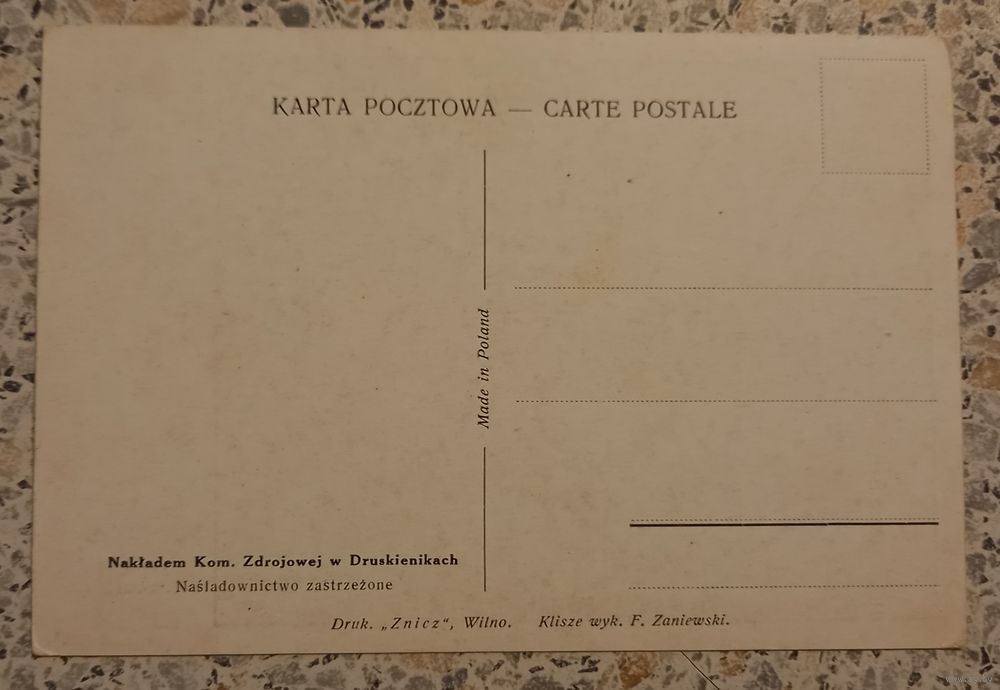 KARTA POCZTOWA — CARTE POSTALE
Made in Poland
Nakładem Kom. Zdrojowej w Druskienikach
Naśladownictwo zastrzeżone
Druk. „Znicz“, Wilno. Klisze wyk. F. Zaniewski.